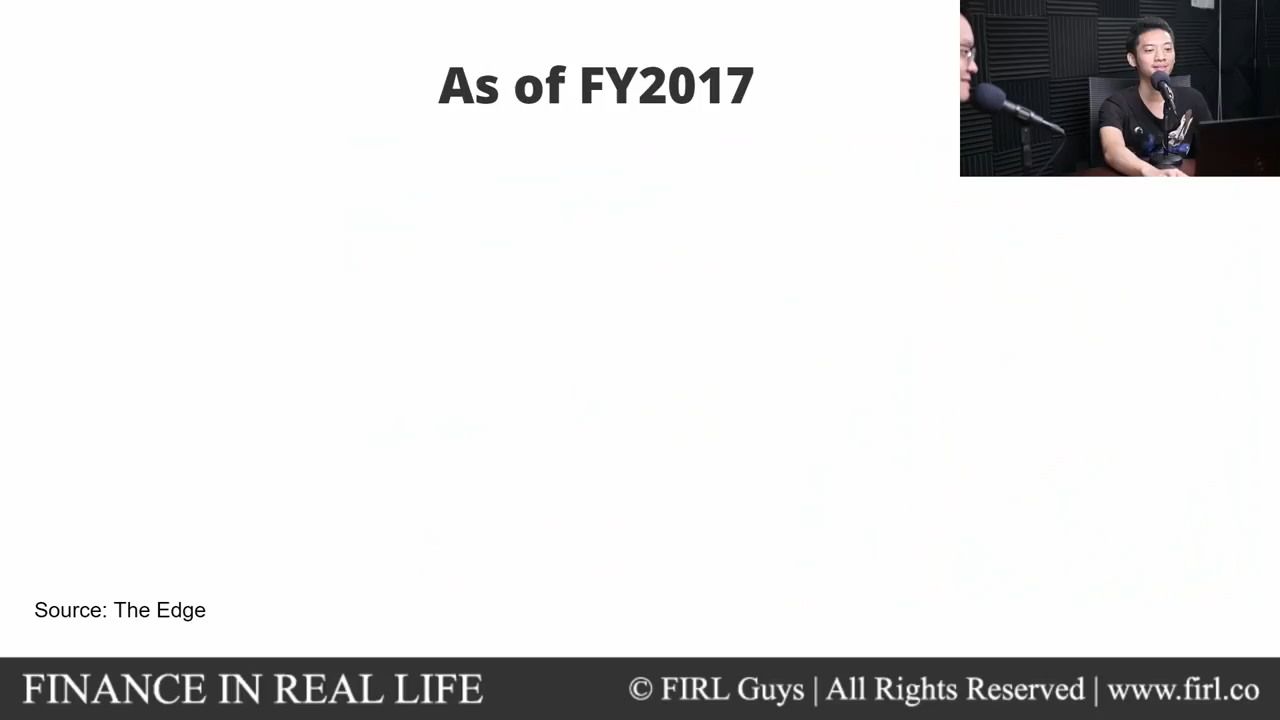 As of FY2017
Source: The Edge
FINANCE IN REAL LIFE
© FIRL Guys | All Rights Reserved | www.firl.co